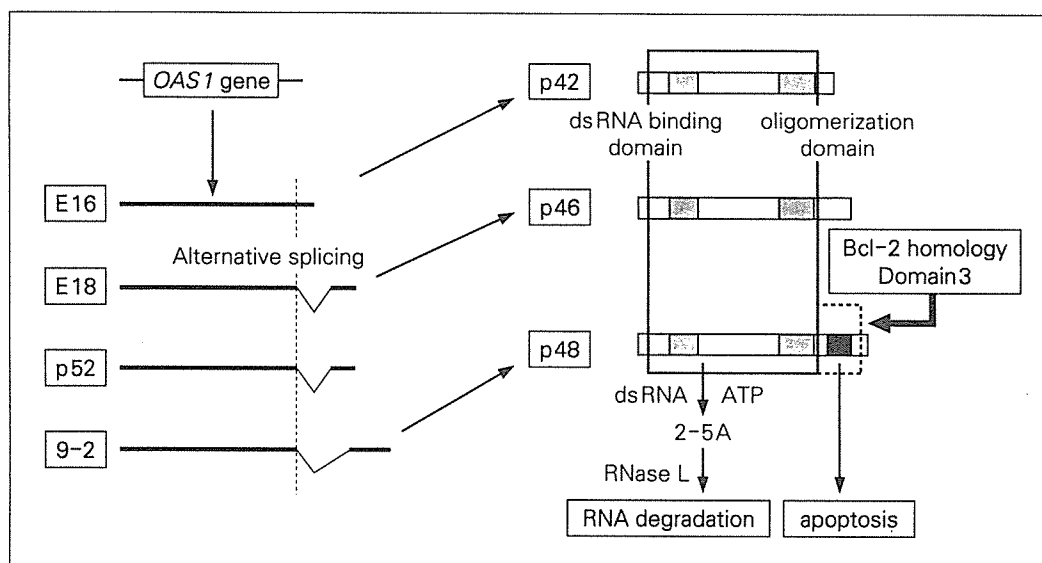 OAS1 gene
E16
Alternative splicing
E18
p52
9-2
p42
dsRNA binding
domain
oligomerization
domain
p46
Bcl-2 homology
Domain3
p48
dsRNA
ATP
2-5A
RNase L
RNA degradation
apoptosis